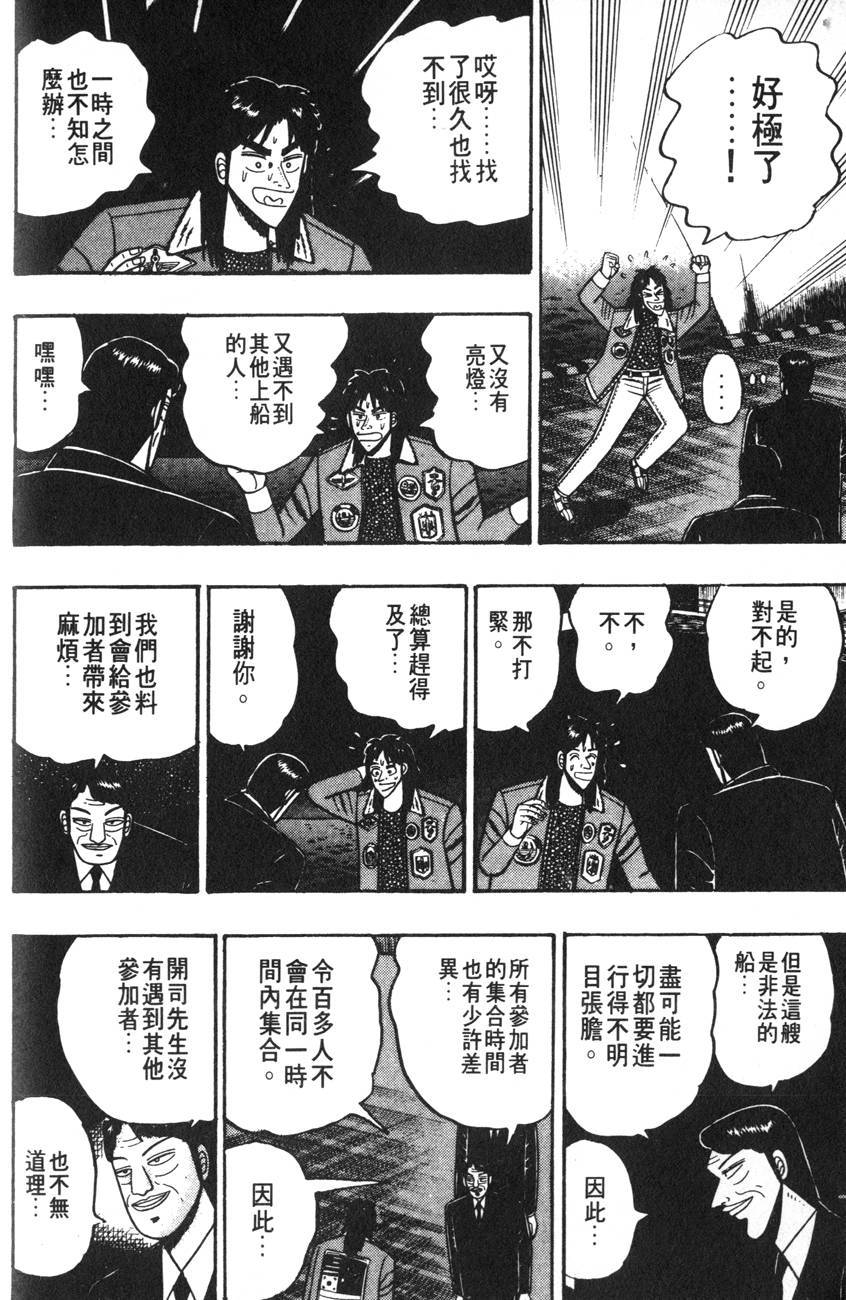 好極了
……！
…
…
哎呀……找
了很久也找
不到…
一時之間
也不知怎
麼辦…
又沒有
亮燈…
又遇不到
其他上船
的人…
嘿嘿…
是的，
對不起。
不，
不。
那不打
緊。
總算趕得
及了…
謝謝你。
我們也料
到會給參
加者帶來
麻煩…
但是這艘
是非法的
船…
盡可能一
切都要進
行得不明
目張膽。
因此…
所有參加者
的集合時間
也有少許差
異…
令百多人不
會在同一時
間內集合。
因此…
開司先生沒
有遇到其他
參加者…
也不無
道理…